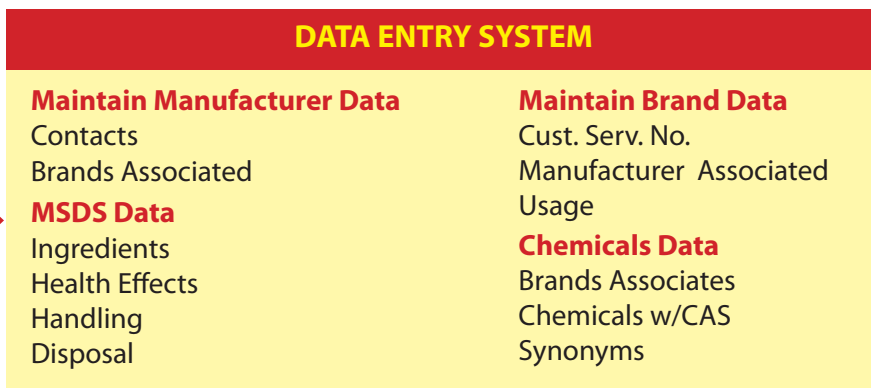 DATA ENTRY SYSTEM
Maintain Manufacturer Data
Contacts
Brands Associated
MSDS Data
Ingredients
Health Effects
Handling
Disposal
Maintain Brand Data
Cust. Serv. No.
Manufacturer Associated
Usage
Chemicals Data
Brands Associates
Chemicals w/CAS
Synonyms